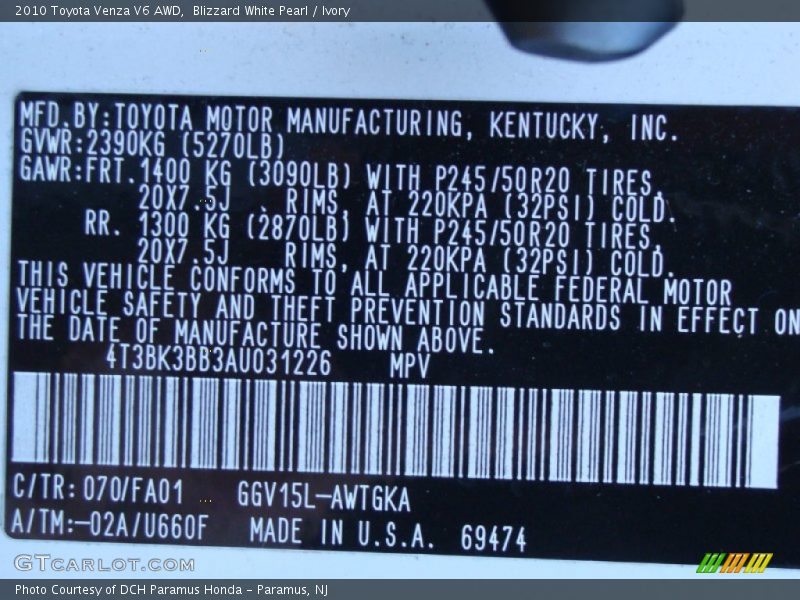 2010 Toyota Venza V6 AWD, Blizzard White Pearl / Ivory
MFD.BY:TOYOTA MOTOR MANUFACTURING, KENTUCKY, INC.
GVWR:2390KG (5270LB)
GAWR:FRT.1400 KG (3090LB) WITH P245/50R20 TIRES,
20X7.5J RIMS, AT 220KPA (32PSI) COLD.
RR. 1300 KG (2870LB) WITH P245/50R20 TIRES,
20X7.5J RIMS, AT 220KPA (32PSI) COLD.
THIS VEHICLE CONFORMS TO ALL APPLICABLE FEDERAL MOTOR
VEHICLE SAFETY AND THEFT PREVENTION STANDARDS IN EFFECT ON
THE DATE OF MANUFACTURE SHOWN ABOVE.
4T3BK3BB3AU031226 MPV
C/TR:070/FA01 GGV15L-AWTGKA
A/TM:-02A/U660F MADE IN U.S.A. 69474
GTcarlot.com
Photo Courtesy of DCH Paramus Honda - Paramus, NJ